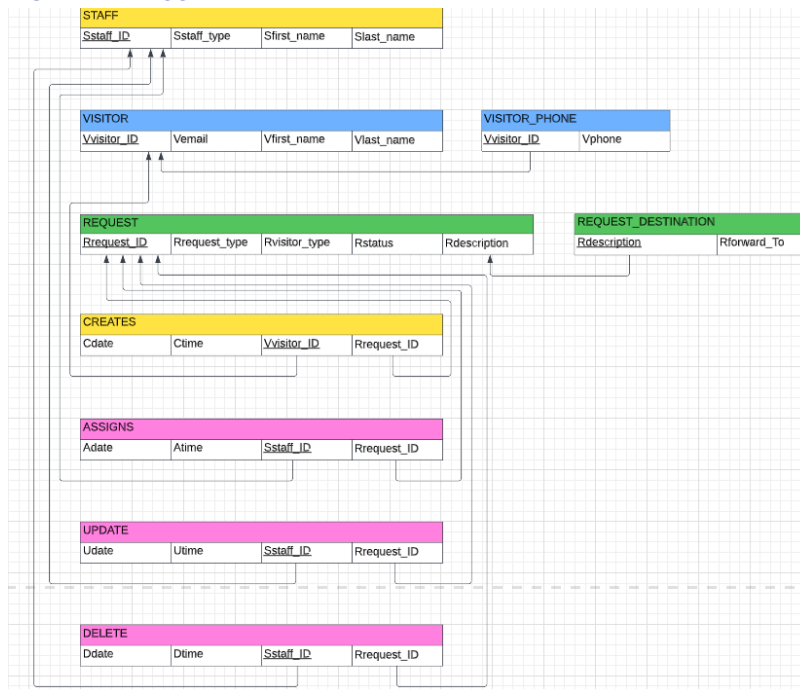 STAFF
Sstaff_ID Sstaff_type Sfirst_name Slast_name
VISITOR
Vvisitor_ID Vemail Vfirst_name Vlast_name
VISITOR_PHONE
Vvisitor_ID Vphone
REQUEST
Rrequest_ID Rrequest_type Rvisitor_type Rstatus Rdescription
REQUEST_DESTINATION
Rdescription Rforward_To
CREATES
Cdate Ctime Vvisitor_ID Rrequest_ID
ASSIGNS
Adate Atime Sstaff_ID Rrequest_ID
UPDATE
Udate Utime Sstaff_ID Rrequest_ID
DELETE
Ddate Dtime Sstaff_ID Rrequest_ID